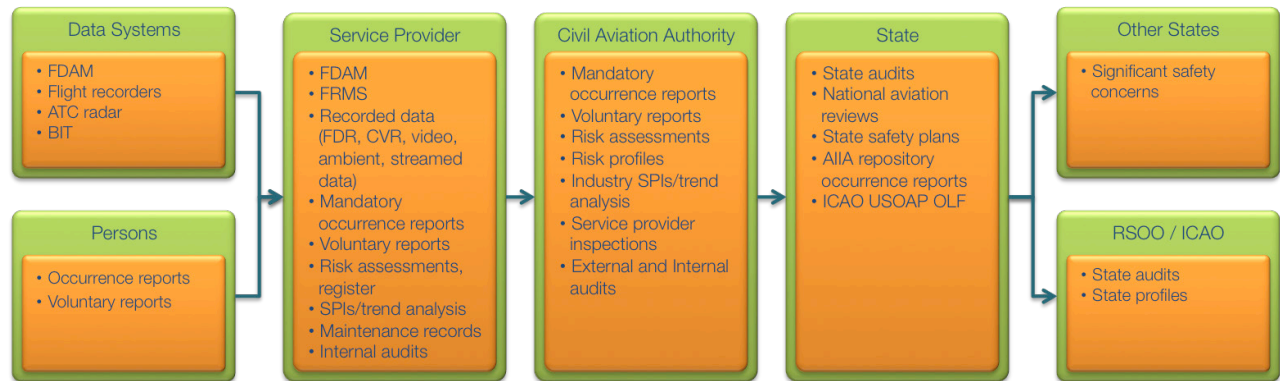 Data Systems
• FDAM
• Flight recorders
• ATC radar
• BIT
Persons
• Occurrence reports
• Voluntary reports
Service Provider
• FDAM
• FRMS
• Recorded data
(FDR, CVR, video,
ambient, streamed
data)
• Mandatory
occurrence reports
• Voluntary reports
• Risk assessments,
register
• SPIs/trend analysis
• Maintenance records
• Internal audits
Civil Aviation Authority
• Mandatory
occurrence reports
• Voluntary reports
• Risk assessments
• Risk profiles
• Industry SPIs/trend
analysis
• Service provider
inspections
• External and Internal
audits
State
• State audits
• National aviation
reviews
• State safety plans
• AIIA repository
occurrence reports
• ICAO USOAP OLF
Other States
• Significant safety
concerns
RSOO / ICAO
• State audits
• State profiles